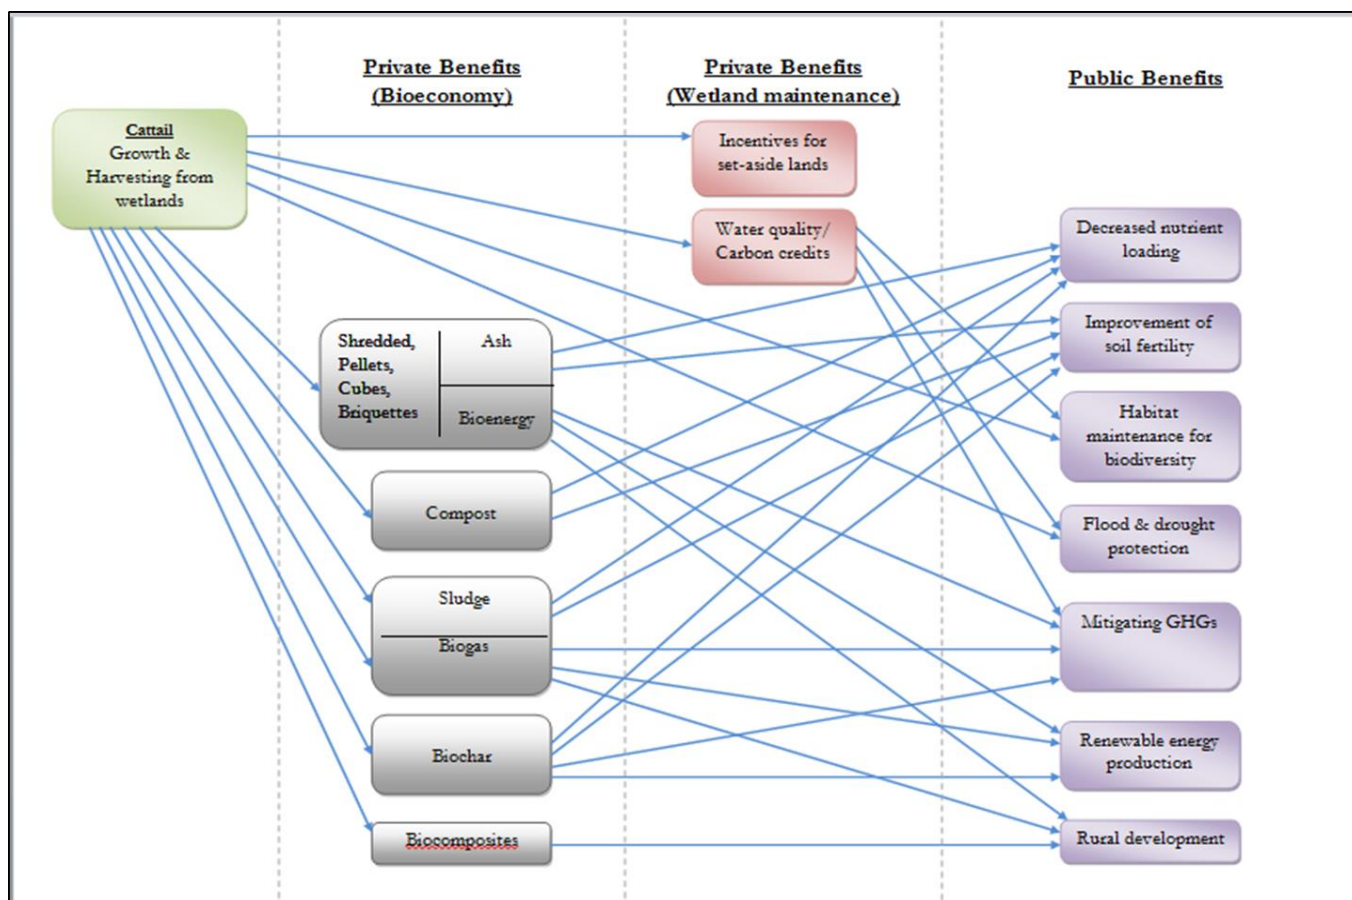 Private Benefits
(Bioeconomy)
Private Benefits
(Wetland maintenance)
Public Benefits
Cattail
Growth &
Harvesting from
wetlands
Incentives for
set-aside lands
Water quality/
Carbon credits
Shredded,
Pellets,
Cubes,
Briquettes
Ash
Bioenergy
Compost
Sludge
Biogas
Biochar
Biocomposites
Decreased nutrient
loading
Improvement of
soil fertility
Habitat
maintenance for
biodiversity
Flood & drought
protection
Mitigating GHGs
Renewable energy
production
Rural development